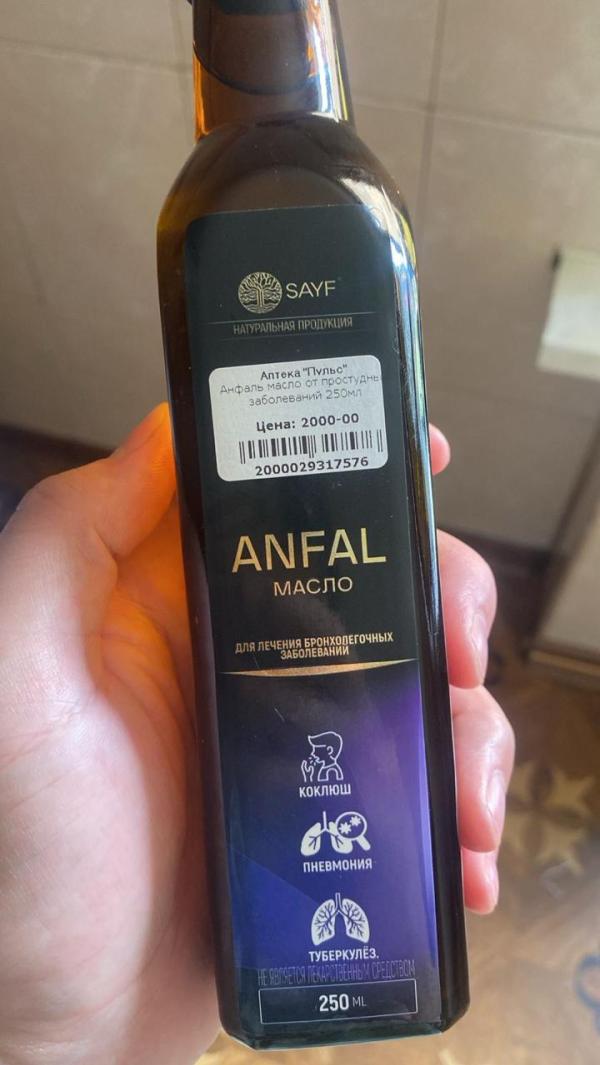 SAYF
НАТУРАЛЬНАЯ ПРОДУКЦИЯ
Аптека "Пульс"
Анфаль масло от простудны
заболеваний 250мл
Цена: 2000-00
2000029317576
ANFAL
МАСЛО
ДЛЯ ЛЕЧЕНИЯ БРОНХОЛЕГОЧНЫХ
ЗАБОЛЕВАНИЙ
КОКЛЮШ
ПНЕВМОНИЯ
ТУБЕРКУЛЁЗ.
НЕ ЯВЛЯЕТСЯ ЛЕКАРСТВЕННЫМ СРЕДСТВОМ
250 ML